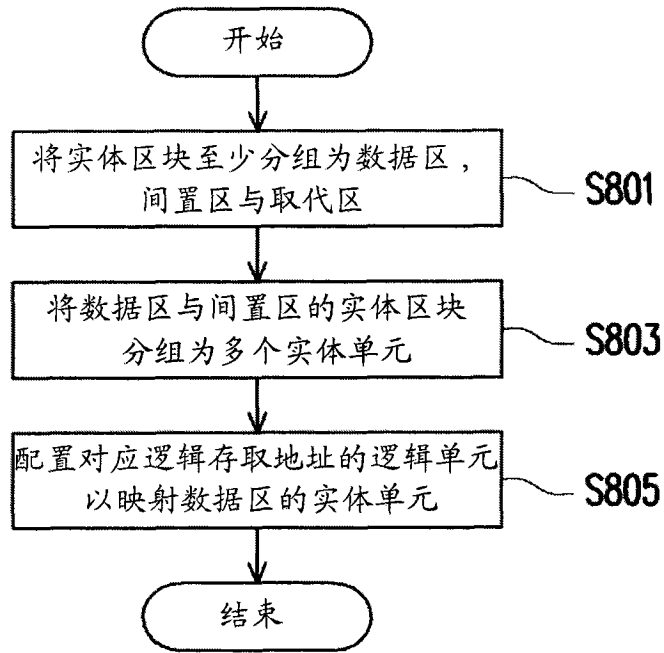 开始
将实体区块至少分组为数据区,
间置区与取代区
S801
将数据区与间置区的实体区块
分组为多个实体单元
S803
配置对应逻辑存取地址的逻辑单元
以映射数据区的实体单元
S805
结束